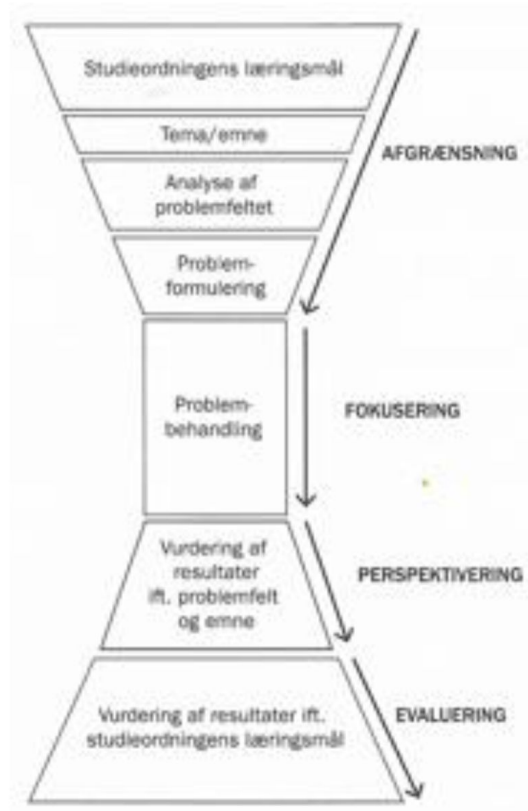 Studieordningens læringsmål
Tema/emne
AFGRÆNSNING
Analyse af
problemfeltet
Problem-
formulering
Problem-
behandling
FOKUSERING
Vurdering af
resultater
ift. problemfelt
og emne
PERSPEKTIVERING
Vurdering af resultater ift.
studieordningens læringsmål
EVALUERING